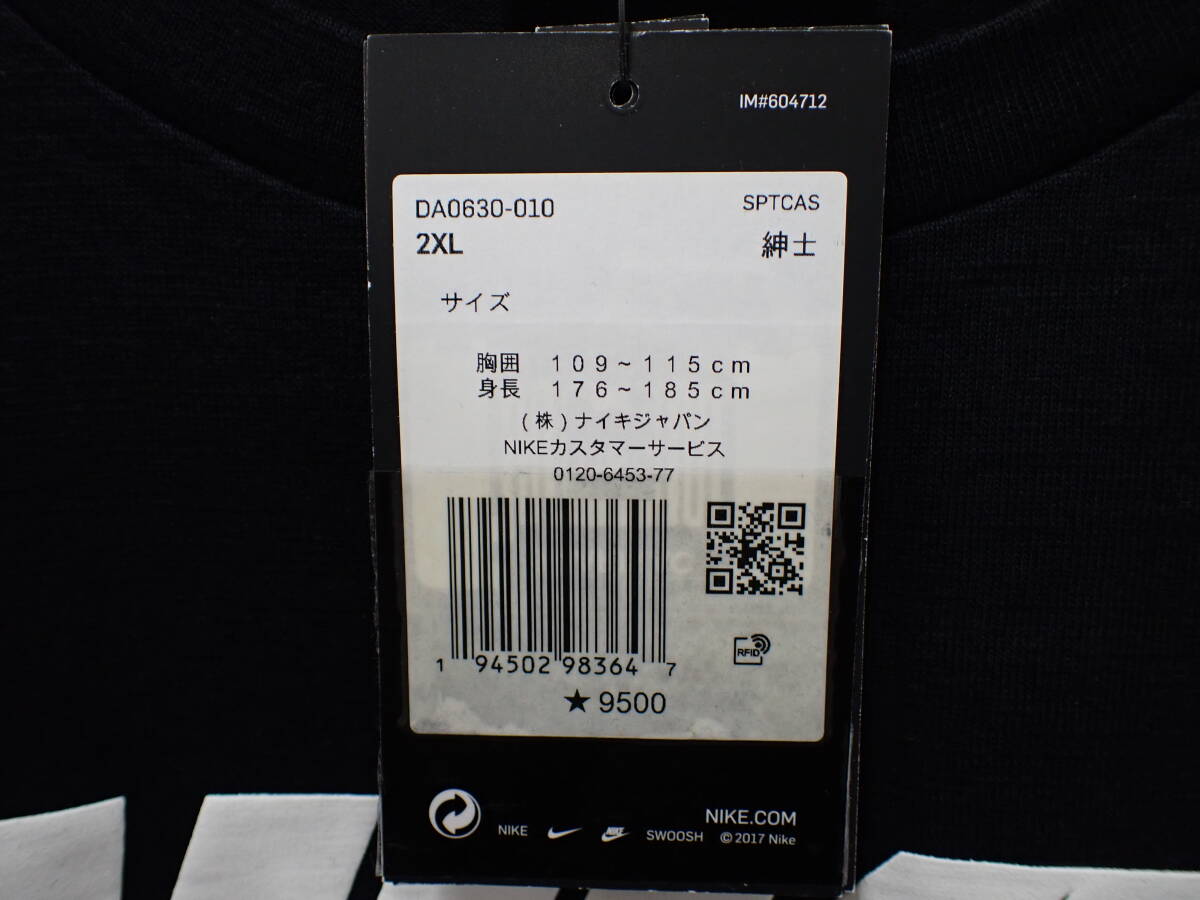 IM#604712
DA0630-010 SPTCAS
2XL 紳士
サイズ
胸囲 109~115cm
身長 176~185cm
(株)ナイキジャパン
NIKEカスタマーサービス
0120-6453-77
1 94502 98364 7
RFID
★9500
NIKE.COM
NIKE NIKE SWOOSH ©2017 Nike